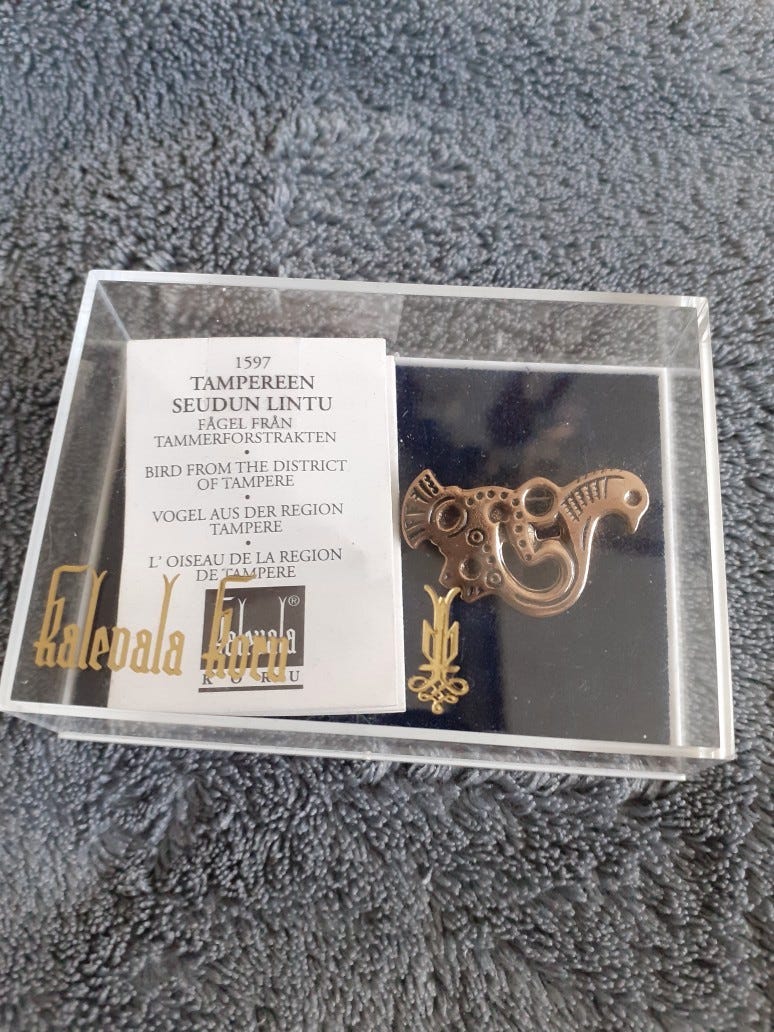 1597
TAMPEREEN
SEUDUN LINTU
FÅGEL FRÅN
TAMMERFORSTRAKTEN
•
BIRD FROM THE DISTRICT
OF TAMPERE
•
VOGEL AUS DER REGION
TAMPERE
•
L' OISEAU DE LA REGION
DE TAMPERE
Kalevala Koru
Kalevala®
KORU